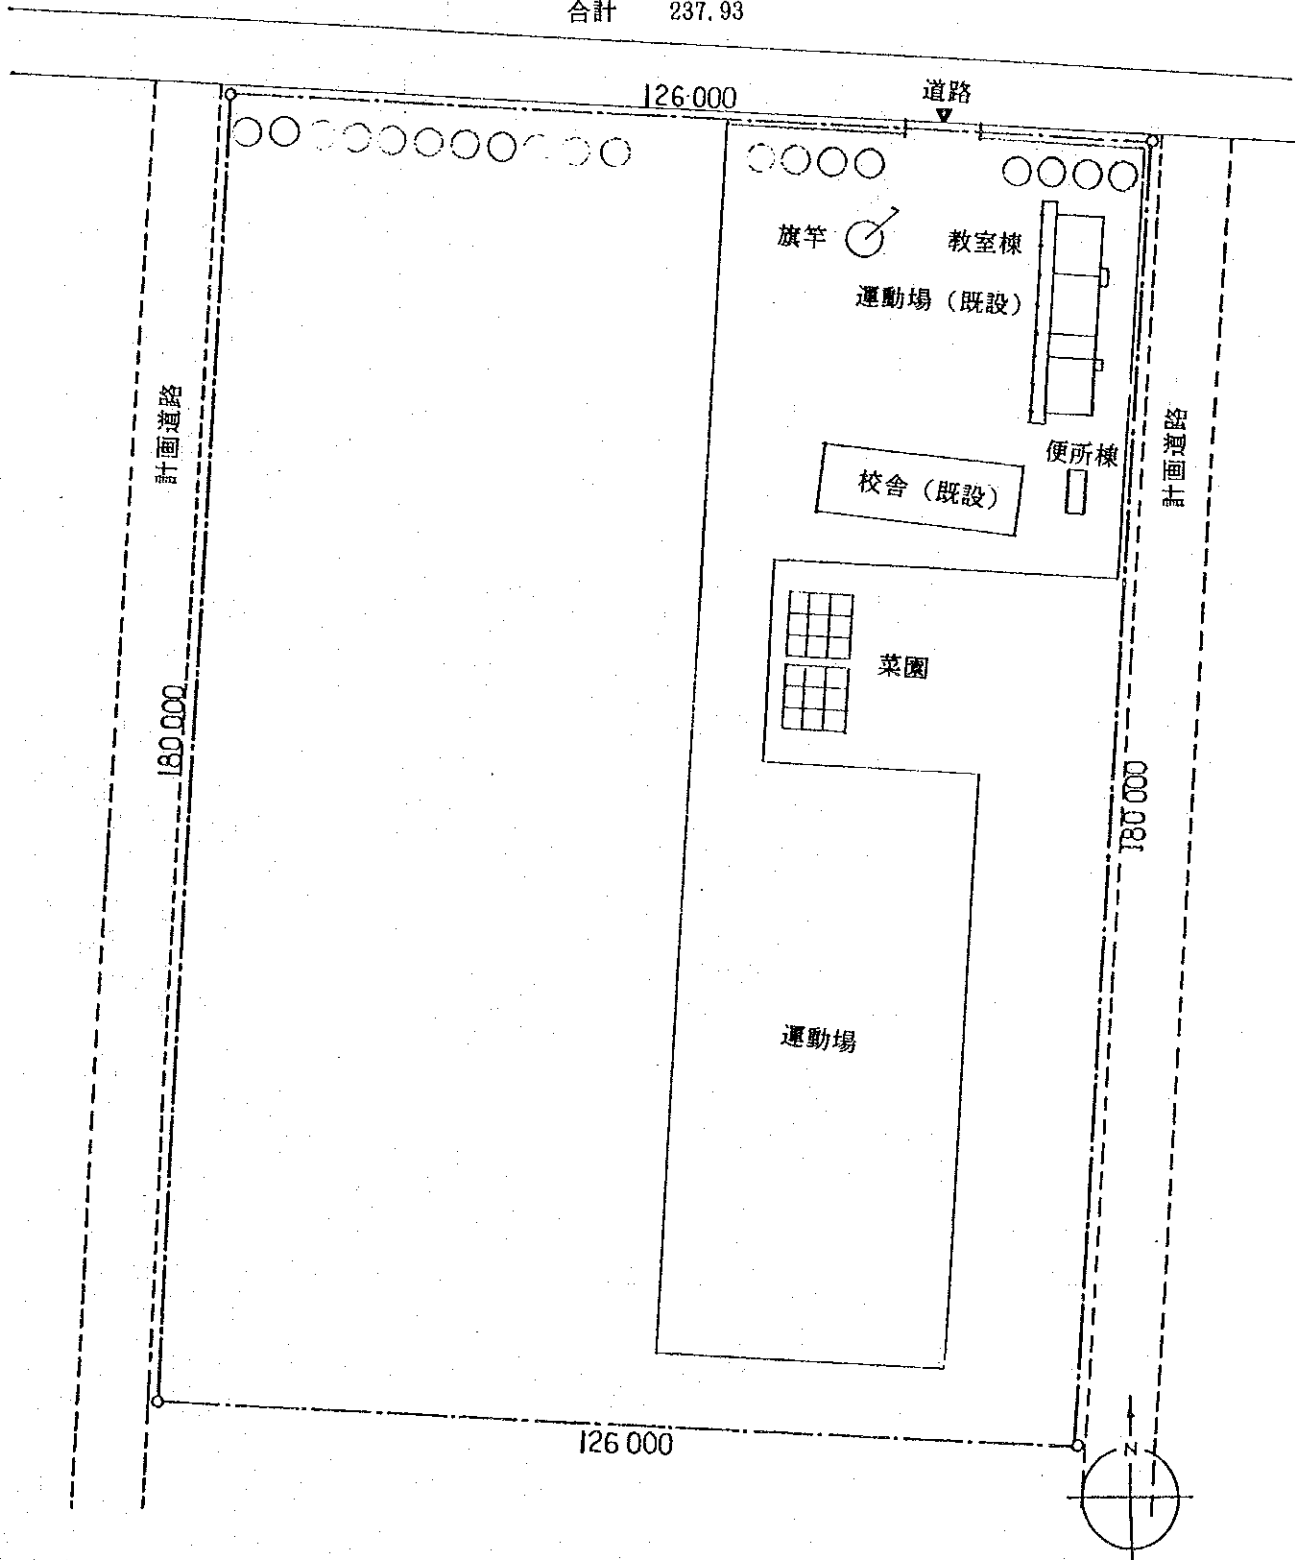 合計 237.93
126 000
道路
旗竿
教室棟
運動場（既設）
計画道路
計画道路
便所棟
校舎（既設）
菜園
180 000
180 000
運動場
126 000
N